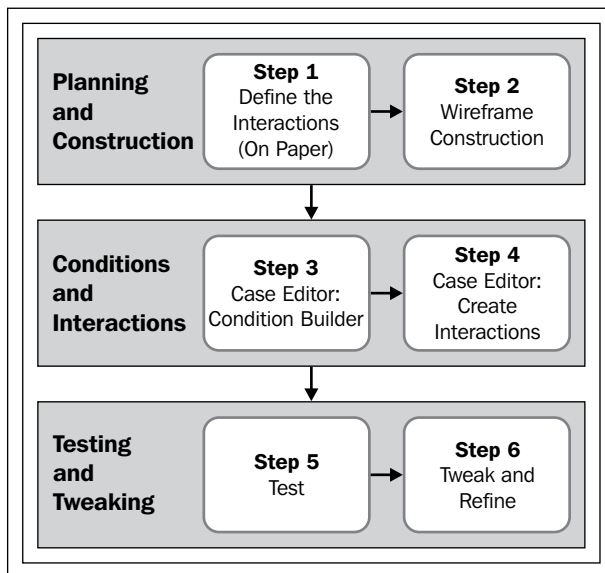 Planning
and
Construction
Step 1
Define the
Interactions
(On Paper)
Step 2
Wireframe
Construction
Conditions
and
Interactions
Step 3
Case Editor:
Condition Builder
Step 4
Case Editor:
Create
Interactions
Testing
and
Tweaking
Step 5
Test
Step 6
Tweak and
Refine